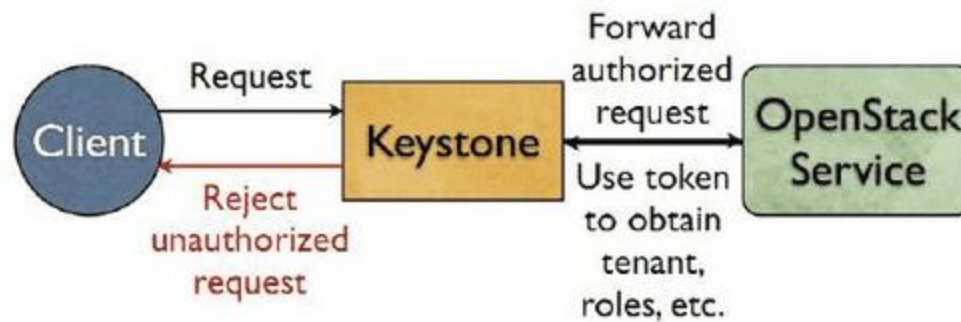 Client
Request
Reject
unauthorized
request
Keystone
Forward
authorized
request
Use token
to obtain
tenant,
roles, etc.
OpenStack
Service